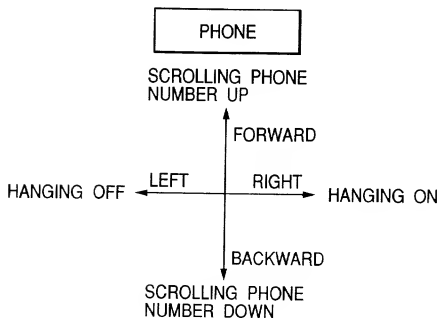 PHONE
SCROLLING PHONE
NUMBER UP
FORWARD
LEFT
RIGHT
HANGING OFF
HANGING ON
BACKWARD
SCROLLING PHONE
NUMBER DOWN